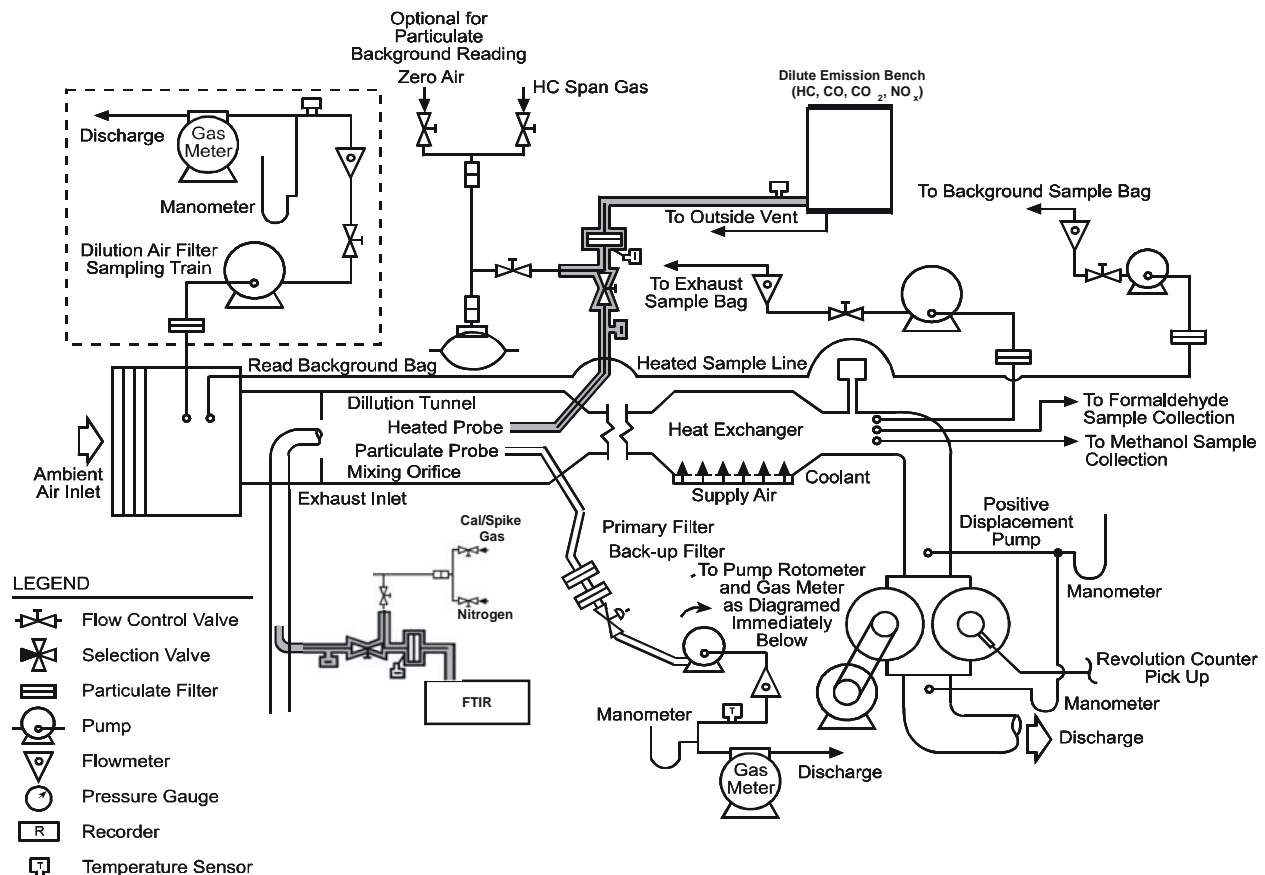 Optional for
Particulate
Background Reading
Zero Air
HC Span Gas
Dilute Emission Bench
(HC, CO, CO 2, NO x)
Discharge
Gas
Meter
Manometer
Dilution Air Filter
Sampling Train
To Outside Vent
To Background Sample Bag
To Exhaust
Sample Bag
Read Background Bag
Heated Sample Line
Dillution Tunnel
Heated Probe
Particulate Probe
Mixing Orifice
Heat Exchanger
To Formaldehyde
Sample Collection
To Methanol Sample
Collection
Ambient
Air Inlet
Exhaust Inlet
Supply Air
Coolant
Cal/Spike
Gas
Nitrogen
FTIR
Primary Filter
Back-up Filter
To Pump Rotometer
and Gas Meter
as Diagramed
Immediately
Below
Positive
Displacement
Pump
Manometer
Revolution Counter
Pick Up
Manometer
Discharge
Manometer
T
Gas
Meter
Discharge
LEGEND
Flow Control Valve
Selection Valve
Particulate Filter
Pump
Flowmeter
Pressure Gauge
R Recorder
T Temperature Sensor